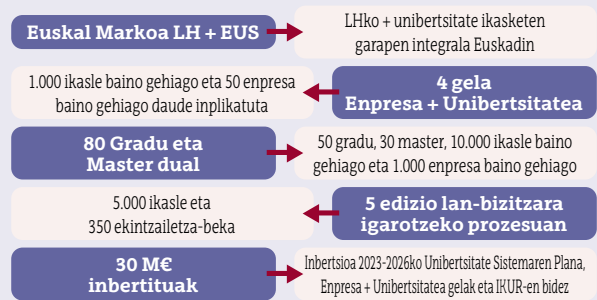 Euskal Markoa LH + EUS
LHko + unibertsitate ikasketen
garapen integrala Euskadin
1.000 ikasle baino gehiago eta 50 enpresa
baino gehiago daude inplikatuta
4 gela
Enpresa + Unibertsitatea
80 Gradu eta
Master dual
50 gradu, 30 master, 10.000 ikasle baino
gehiago eta 1.000 enpresa baino gehiago
5.000 ikasle eta
350 ekintzailetza-beka
5 edizio lan-bizitzara
igarotzeko prozesuan
30 M€
inbertituak
Inbertsioa 2023-2026ko Unibertsitate Sistemaren Plana,
Enpresa + Unibertsitatea gelak eta IKUR-en bidez